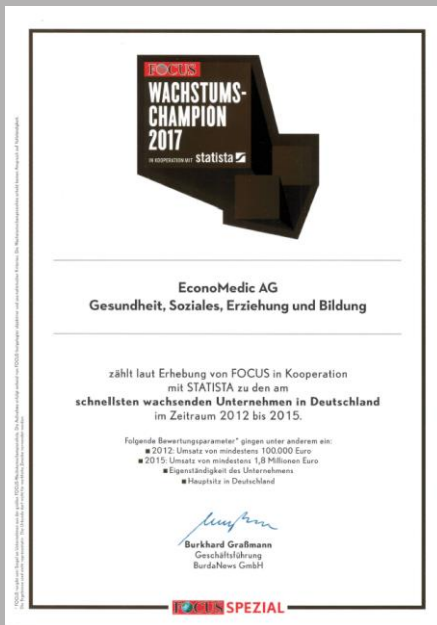 FOCUS
WACHSTUMS-
CHAMPION
2017
IN KOOPERATION MIT statista
EconoMedic AG
Gesundheit, Soziales, Erziehung und Bildung
zählt laut Erhebung von FOCUS in Kooperation
mit STATISTA zu den am
schnellsten wachsenden Unternehmen in Deutschland
im Zeitraum 2012 bis 2015.
Folgende Bewertungsparameter* gingen unter anderem ein:
■ 2012: Umsatz von mindestens 100.000 Euro
■ 2015: Umsatz von mindestens 1,8 Millionen Euro
■ Eigenständigkeit des Unternehmens
■ Hauptsitz in Deutschland
Burkhard Graßmann
Geschäftsführung
BurdaNews GmbH
FOCUS SPEZIAL